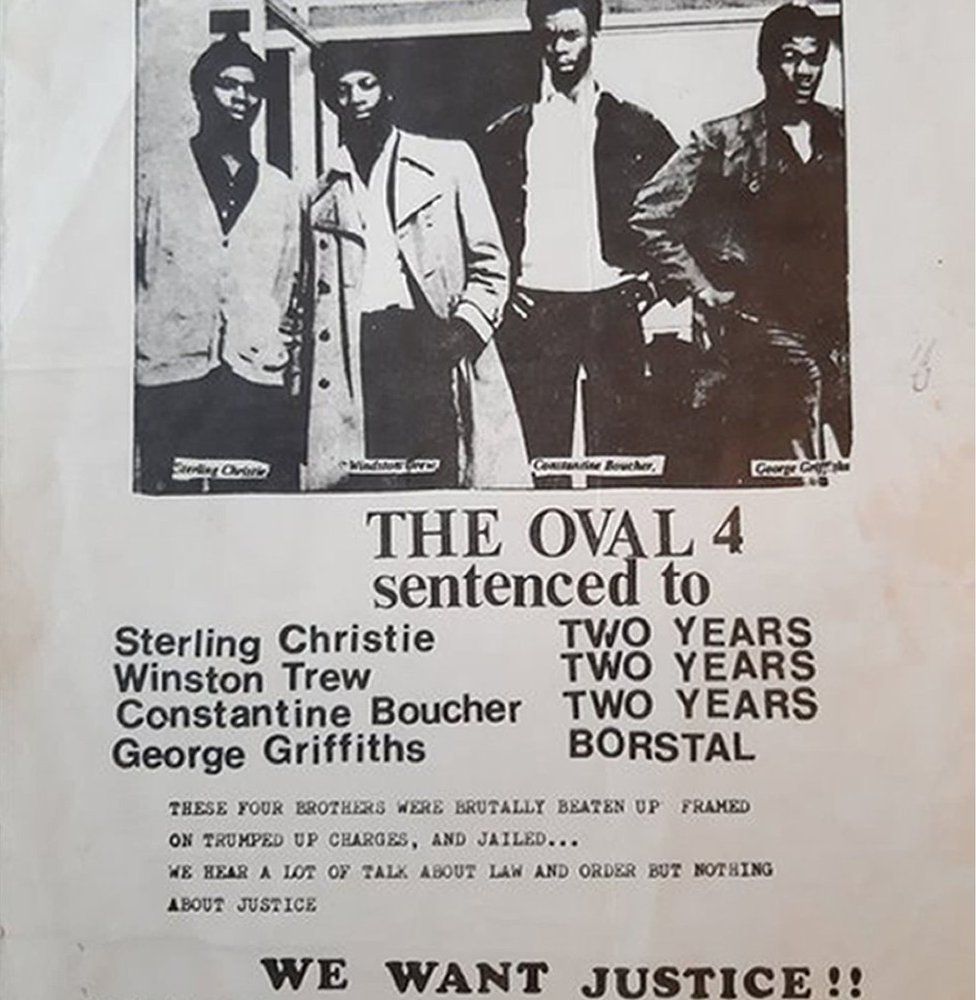 Sterling Christie
Winston Trew
Constantine Boucher,
George Griffiths
THE OVAL 4
sentenced to
Sterling Christie TWO YEARS
Winston Trew TWO YEARS
Constantine Boucher TWO YEARS
George Griffiths BORSTAL
THESE FOUR BROTHERS WERE BRUTALLY BEATEN UP FRAMED
ON TRUMPED UP CHARGES, AND JAILED...
WE HEAR A LOT OF TALK ABOUT LAW AND ORDER BUT NOTHING
ABOUT JUSTICE
WE WANT JUSTICE!!